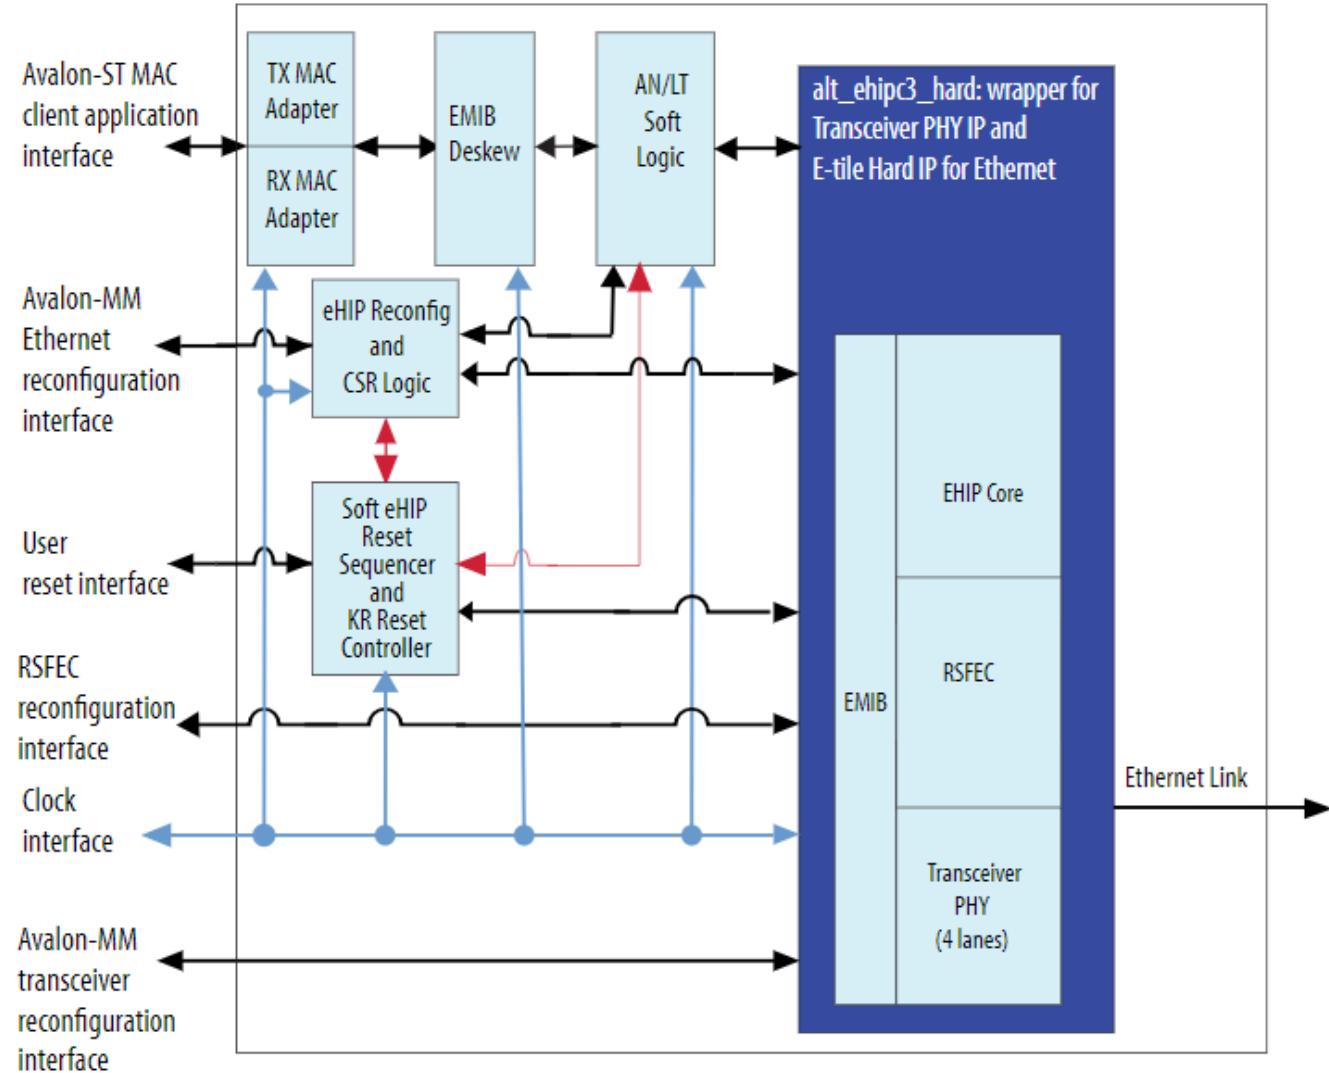 Avalon-ST MAC
client application
interface
TX MAC
Adapter
RX MAC
Adapter
EMIB
Deskew
AN/LT
Soft
Logic
alt_ehipc3_hard: wrapper for
Transceiver PHY IP and
E-tile Hard IP for Ethernet
Avalon-MM
Ethernet
reconfiguration
interface
eHIP Reconfig
and
CSR Logic
User
reset interface
Soft eHIP
Reset
Sequencer
and
KR Reset
Controller
RSFEC
reconfiguration
interface
Clock
interface
Avalon-MM
transceiver
reconfiguration
interface
EMIB
EHIP Core
RSFEC
Transceiver
PHY
(4 lanes)
Ethernet Link